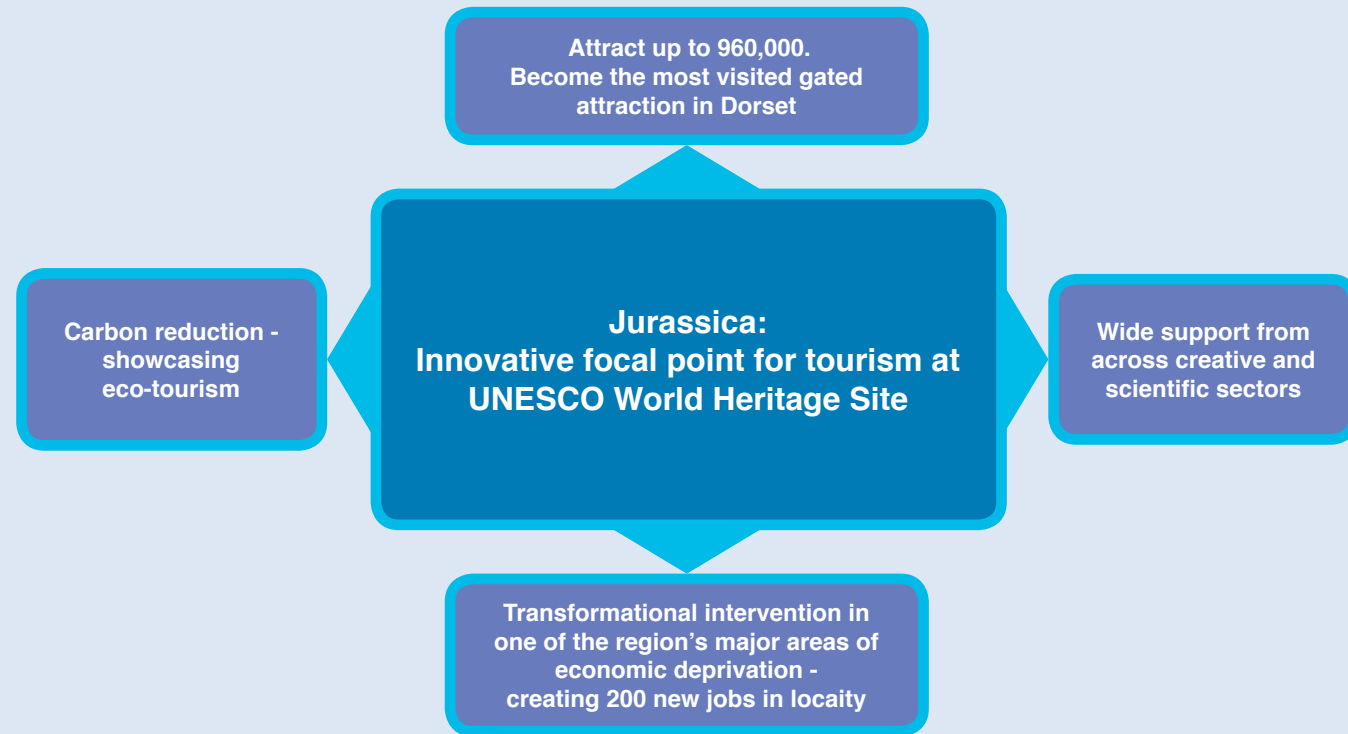 Attract up to 960,000.
Become the most visited gated
attraction in Dorset
Carbon reduction -
showcasing
eco-tourism
Jurassica:
Innovative focal point for tourism at
UNESCO World Heritage Site
Wide support from
across creative and
scientific sectors
Transformational intervention in
one of the region’s major areas of
economic deprivation -
creating 200 new jobs in locaity